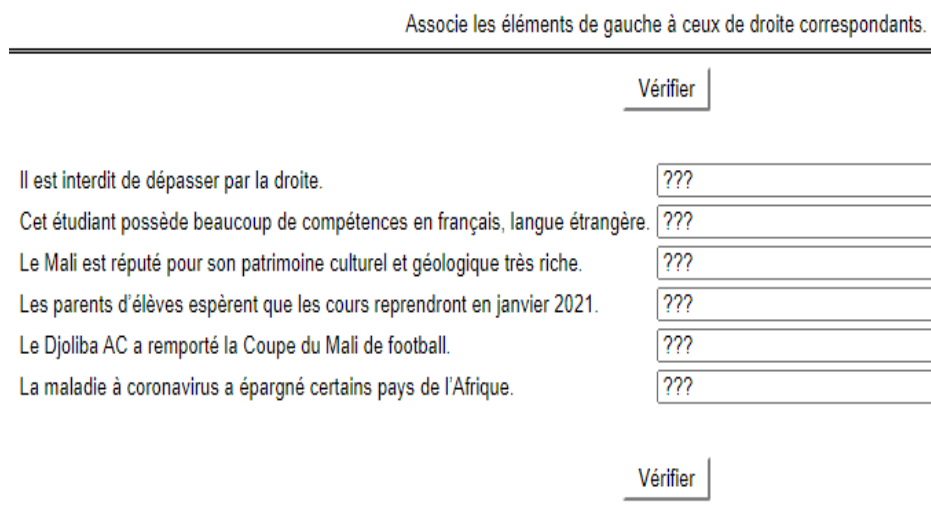 Associe les éléments de gauche à ceux de droite correspondants.
Vérifier
Il est interdit de dépasser par la droite. ???
Cet étudiant possède beaucoup de compétences en français, langue étrangère. ???
Le Mali est réputé pour son patrimoine culturel et géologique très riche. ???
Les parents d'élèves espèrent que les cours reprendront en janvier 2021. ???
Le Djoliba AC a remporté la Coupe du Mali de football. ???
La maladie à coronavirus a épargné certains pays de l'Afrique. ???
Vérifier